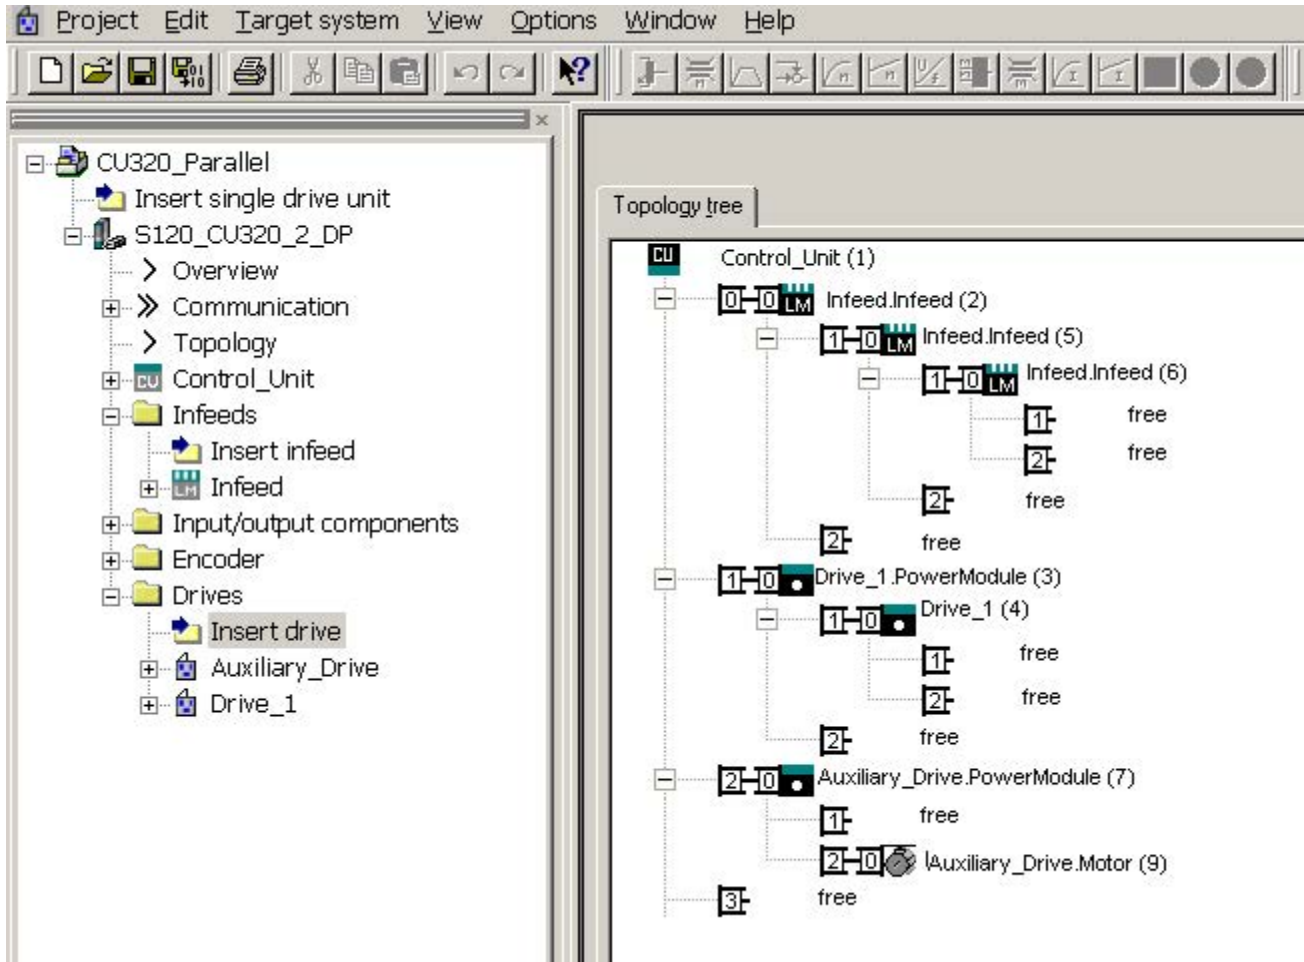 Project Edit Target system View Options Window Help
CU320_Parallel
Insert single drive unit
S120_CU320_2_DP
Overview
Communication
Topology
CU Control_Unit
Infeeds
Insert infeed
LM Infeed
Input/output components
Encoder
Drives
Insert drive
Auxiliary_Drive
Drive_1
Topology tree
CU Control_Unit (1)
0 0 LM Infeed.Infeed (2)
1 0 LM Infeed.Infeed (5)
1 0 LM Infeed.Infeed (6)
1 free
2 free
2 free
2 free
1 0 Drive_1.PowerModule (3)
1 0 Drive_1 (4)
1 free
2 free
2 free
2 0 Auxiliary_Drive.PowerModule (7)
1 free
2 0 Auxiliary_Drive.Motor (9)
3 free